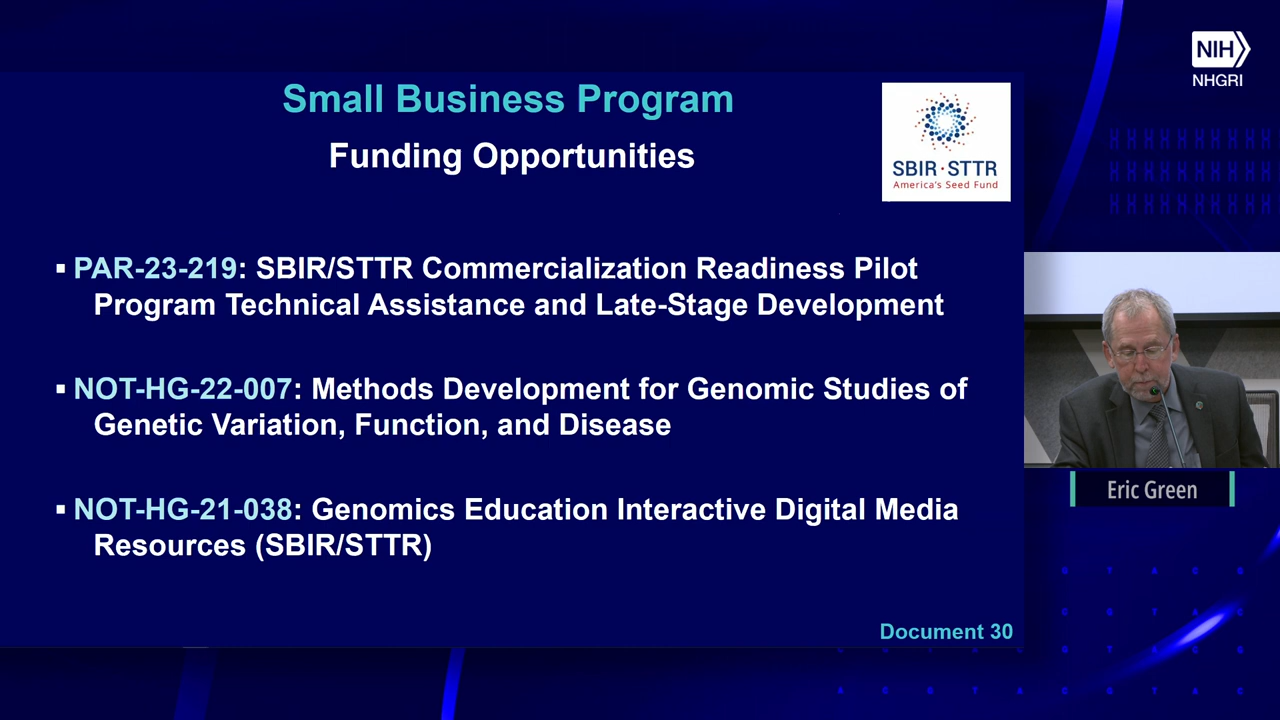 NIH
NHGRI
Small Business Program
Funding Opportunities
SBIR·STTR
America's Seed Fund
▪ PAR-23-219: SBIR/STTR Commercialization Readiness Pilot
Program Technical Assistance and Late-Stage Development
▪ NOT-HG-22-007: Methods Development for Genomic Studies of
Genetic Variation, Function, and Disease
▪ NOT-HG-21-038: Genomics Education Interactive Digital Media
Resources (SBIR/STTR)
Eric Green
Document 30